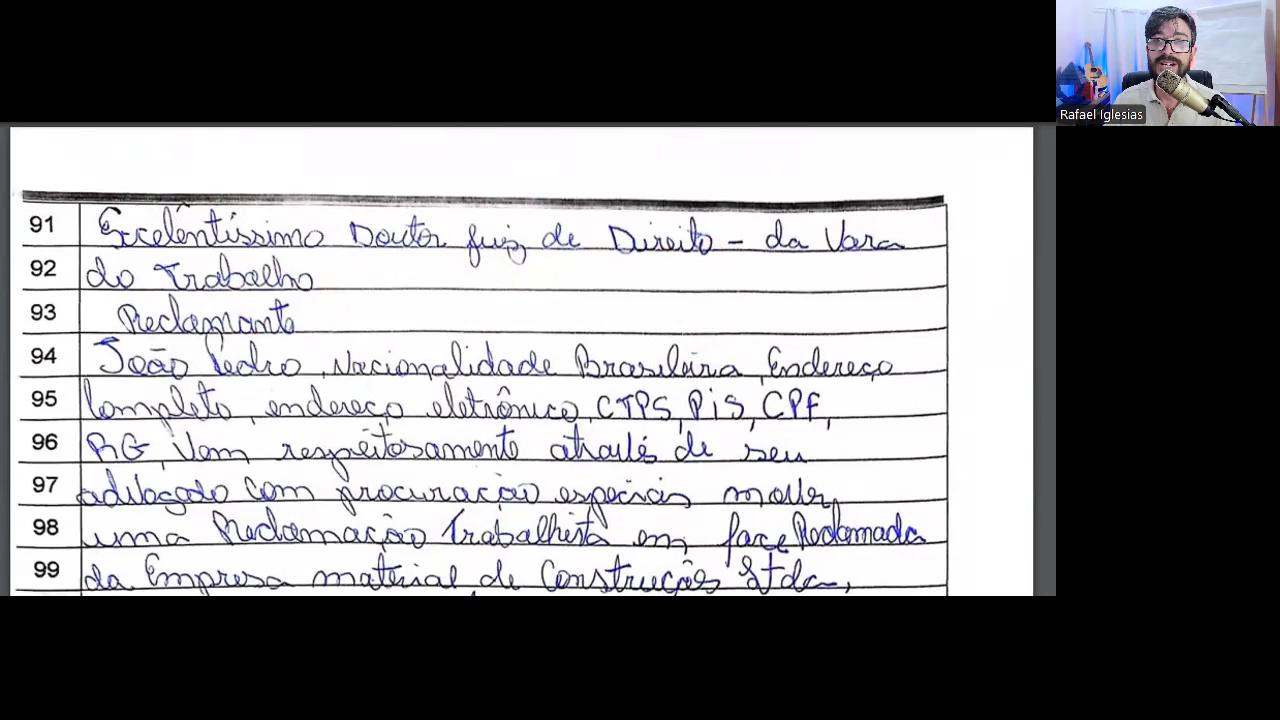 Rafael Iglesias
91 Excelêntíssimo Doutor Juiz de Direito - da Vara
92 do Trabalho
93 Reclamante
94 João Pedro, Nacionalidade Brasileira, Endereço
95 Completo, endereço eletrônico, CTPS, PiS, CPF,
96 RG, Vem respeitosamente através de seu
97 advogado com procuração especiais mover
98 uma Reclamação Trabalhista em face Reclamada
99 da Empresa material de Construções Ltda,